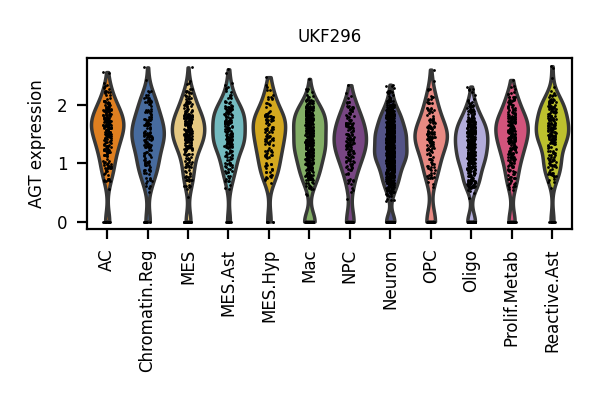 UKF296
AGT expression
2
1
0
AC
Chromatin.Reg
MES
MES.Ast
MES.Hyp
Mac
NPC
Neuron
OPC
Oligo
Prolif.Metab
Reactive.Ast